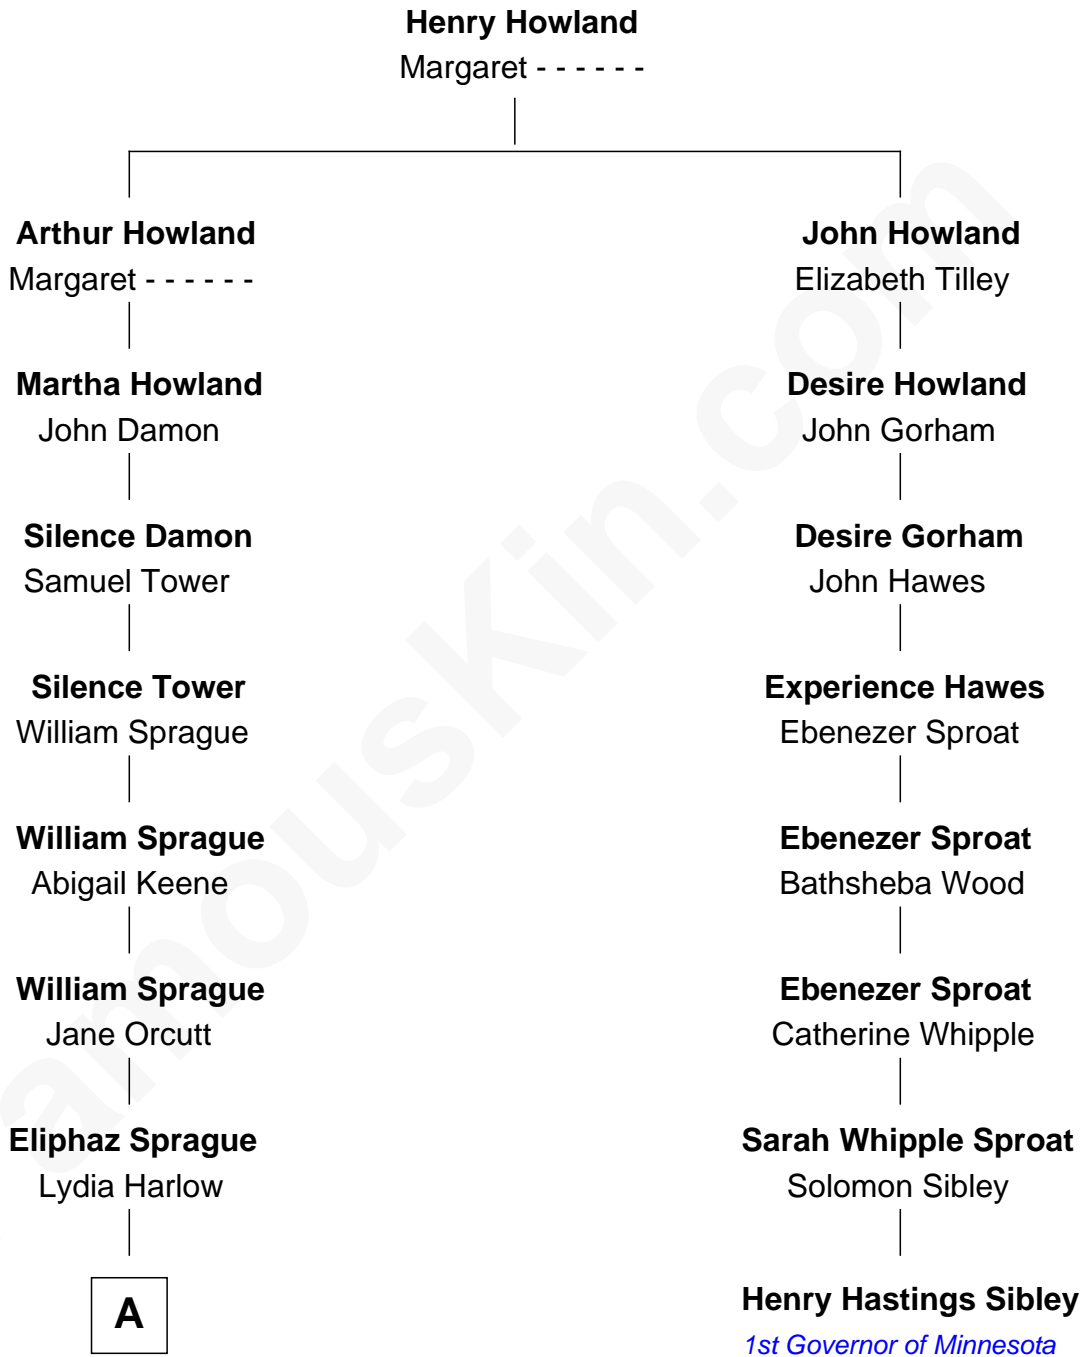 Henry Howland
Margaret - - - - - -
Arthur Howland
Margaret - - - - - -
Martha Howland
John Damon
Silence Damon
Samuel Tower
Silence Tower
William Sprague
William Sprague
Abigail Keene
William Sprague
Jane Orcutt
Eliphaz Sprague
Lydia Harlow
A
John Howland
Elizabeth Tilley
Desire Howland
John Gorham
Desire Gorham
John Hawes
Experience Hawes
Ebenezer Sproat
Ebenezer Sproat
Bathsheba Wood
Ebenezer Sproat
Catherine Whipple
Sarah Whipple Sproat
Solomon Sibley
Henry Hastings Sibley
1st Governor of Minnesota
amousKin.com